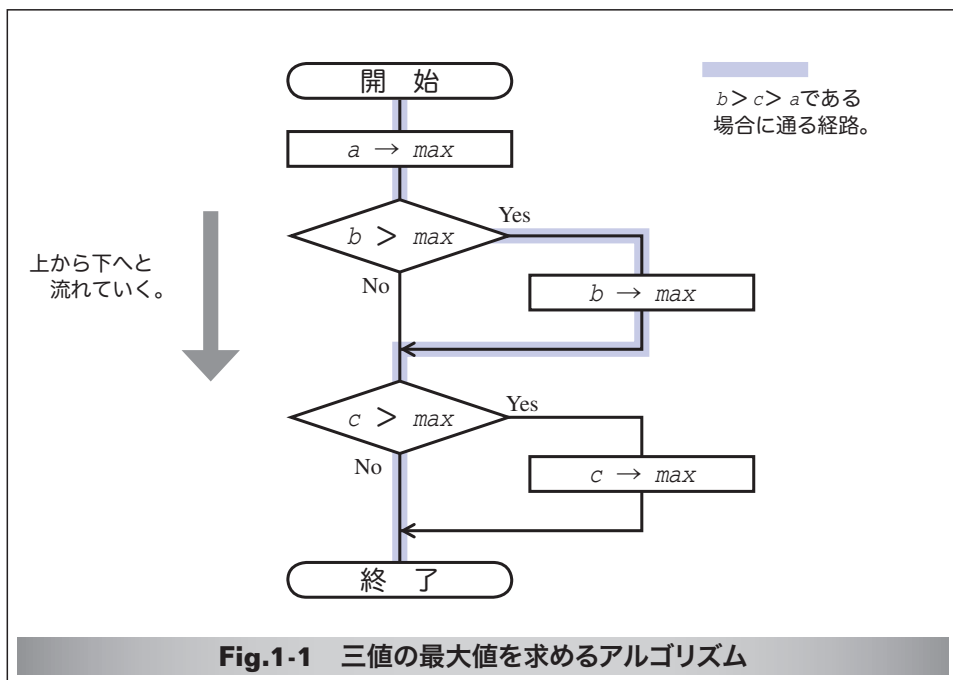 開 始
b > c > aである
場合に通る経路。
a → max
b > max
Yes
No
b → max
上から下へと
流れていく。
c > max
Yes
No
c → max
終 了
Fig.1-1 三値の最大値を求めるアルゴリズム